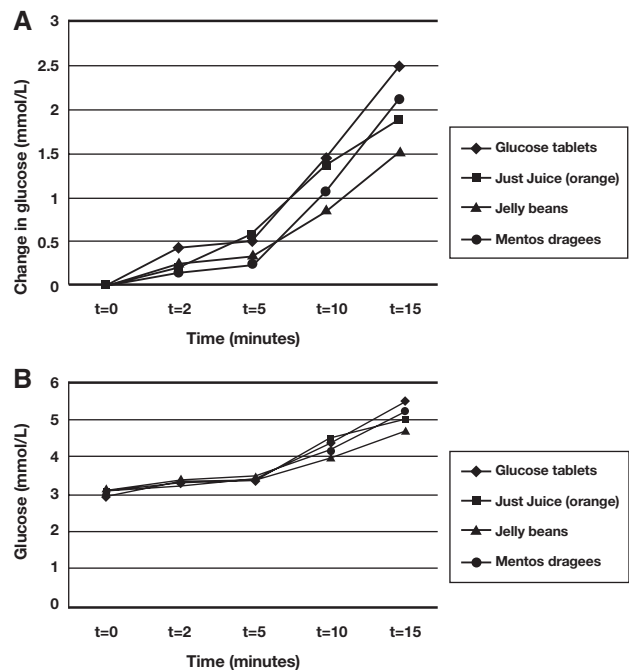 A
3
2.5
2
1.5
1
0.5
0
Change in glucose (mmol/L)
t=0 t=2 t=5 t=10 t=15
Time (minutes)
Glucose tablets
Just Juice (orange)
Jelly beans
Mentos dragees
B
6
5
4
3
2
1
0
Glucose (mmol/L)
t=0 t=2 t=5 t=10 t=15
Time (minutes)
Glucose tablets
Just Juice (orange)
Jelly beans
Mentos dragees